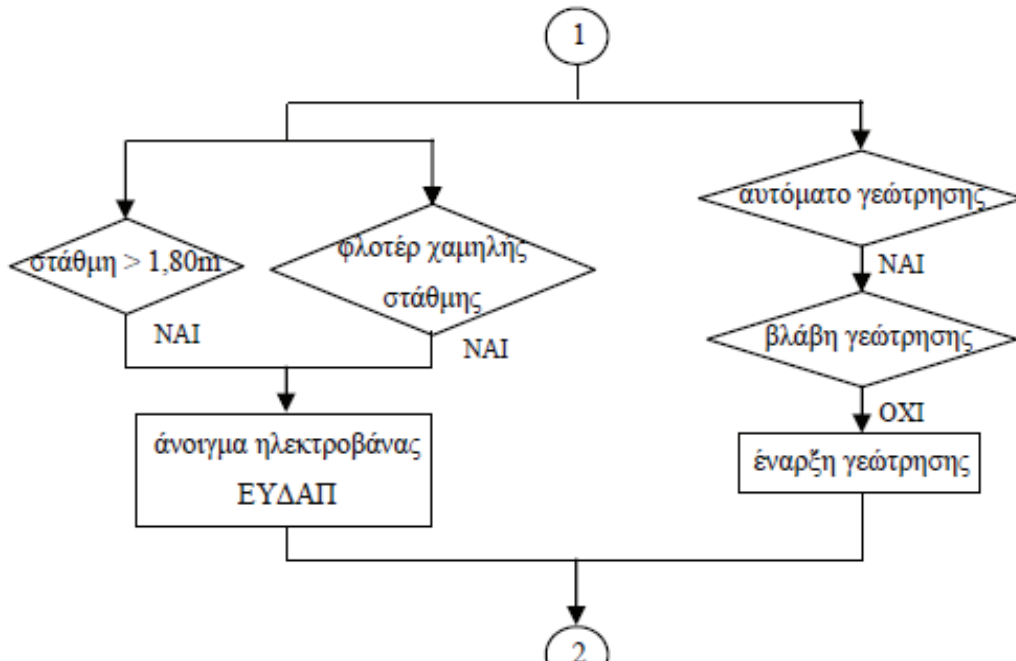 1
αυτόματο γεώτρησης
στάθμη > 1,80m
φλοτέρ χαμηλής
στάθμης
ΝΑΙ
ΝΑΙ
ΝΑΙ
βλάβη γεώτρησης
ΟΧΙ
άνοιγμα ηλεκτροβάνας
ΕΥΔΑΠ
έναρξη γεώτρησης
2